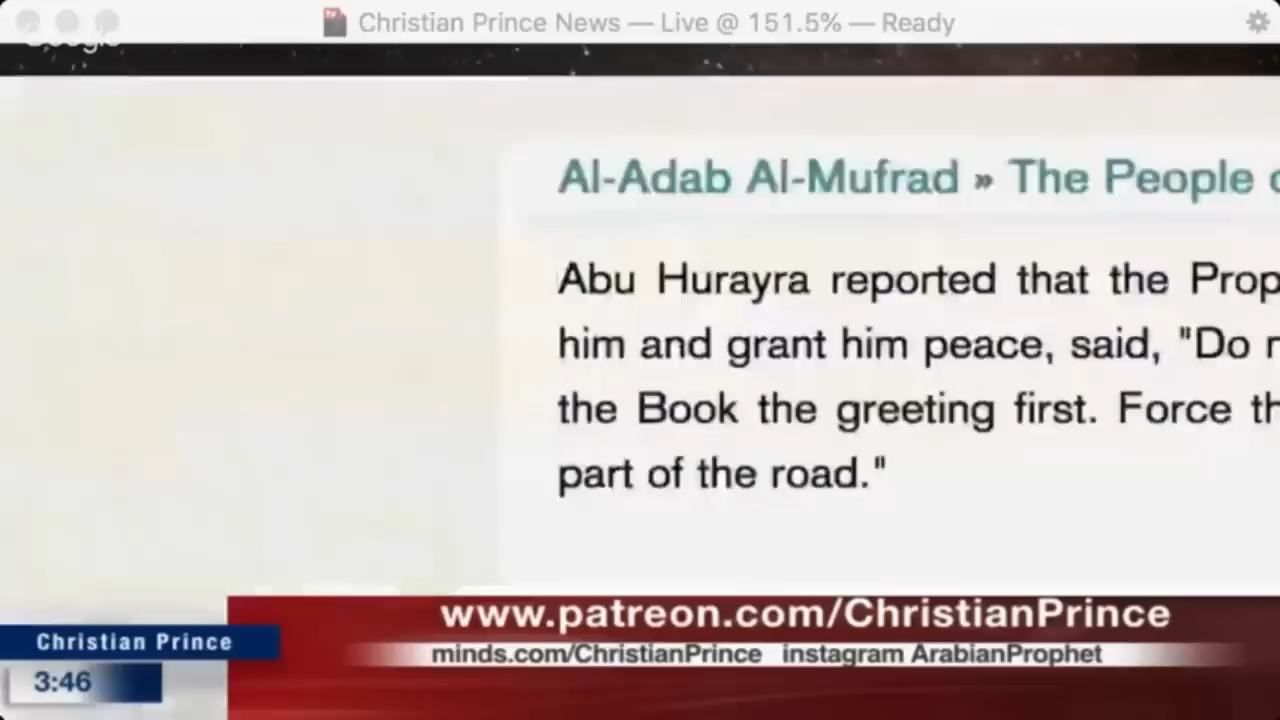 Christian Prince News — Live @ 151.5% — Ready
Google
Al-Adab Al-Mufrad » The People
Abu Hurayra reported that the
him and grant him peace, said, "Do
the Book the greeting first. Force
part of the road."
www.patreon.com/ChristianPrince
minds.com/ChristianPrince instagram ArabianProphet
Christian Prince
3:46